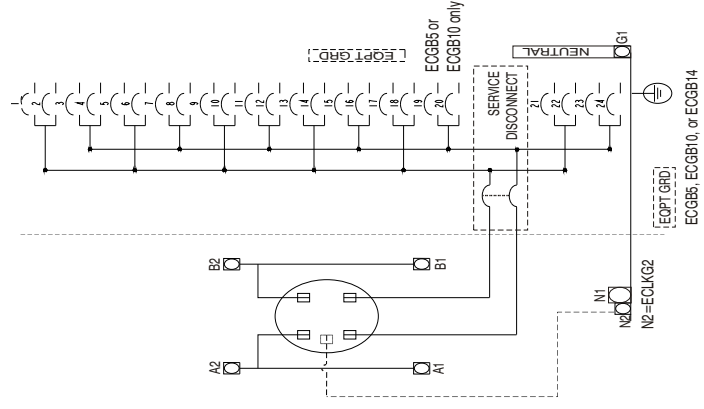 1
2
3
4
5
6
7
8
9
10
11
12
13
14
15
16
17
18
19
20
21
22
23
24
EQPT GRD
ECGB5 or
ECGB10 only
SERVICE
DISCONNECT
NEUTRAL
G1
B2
B1
A2
A1
N1
N2
N2=ECLKG2
EQPT GRD
ECGB5, ECGB10, or ECGB14